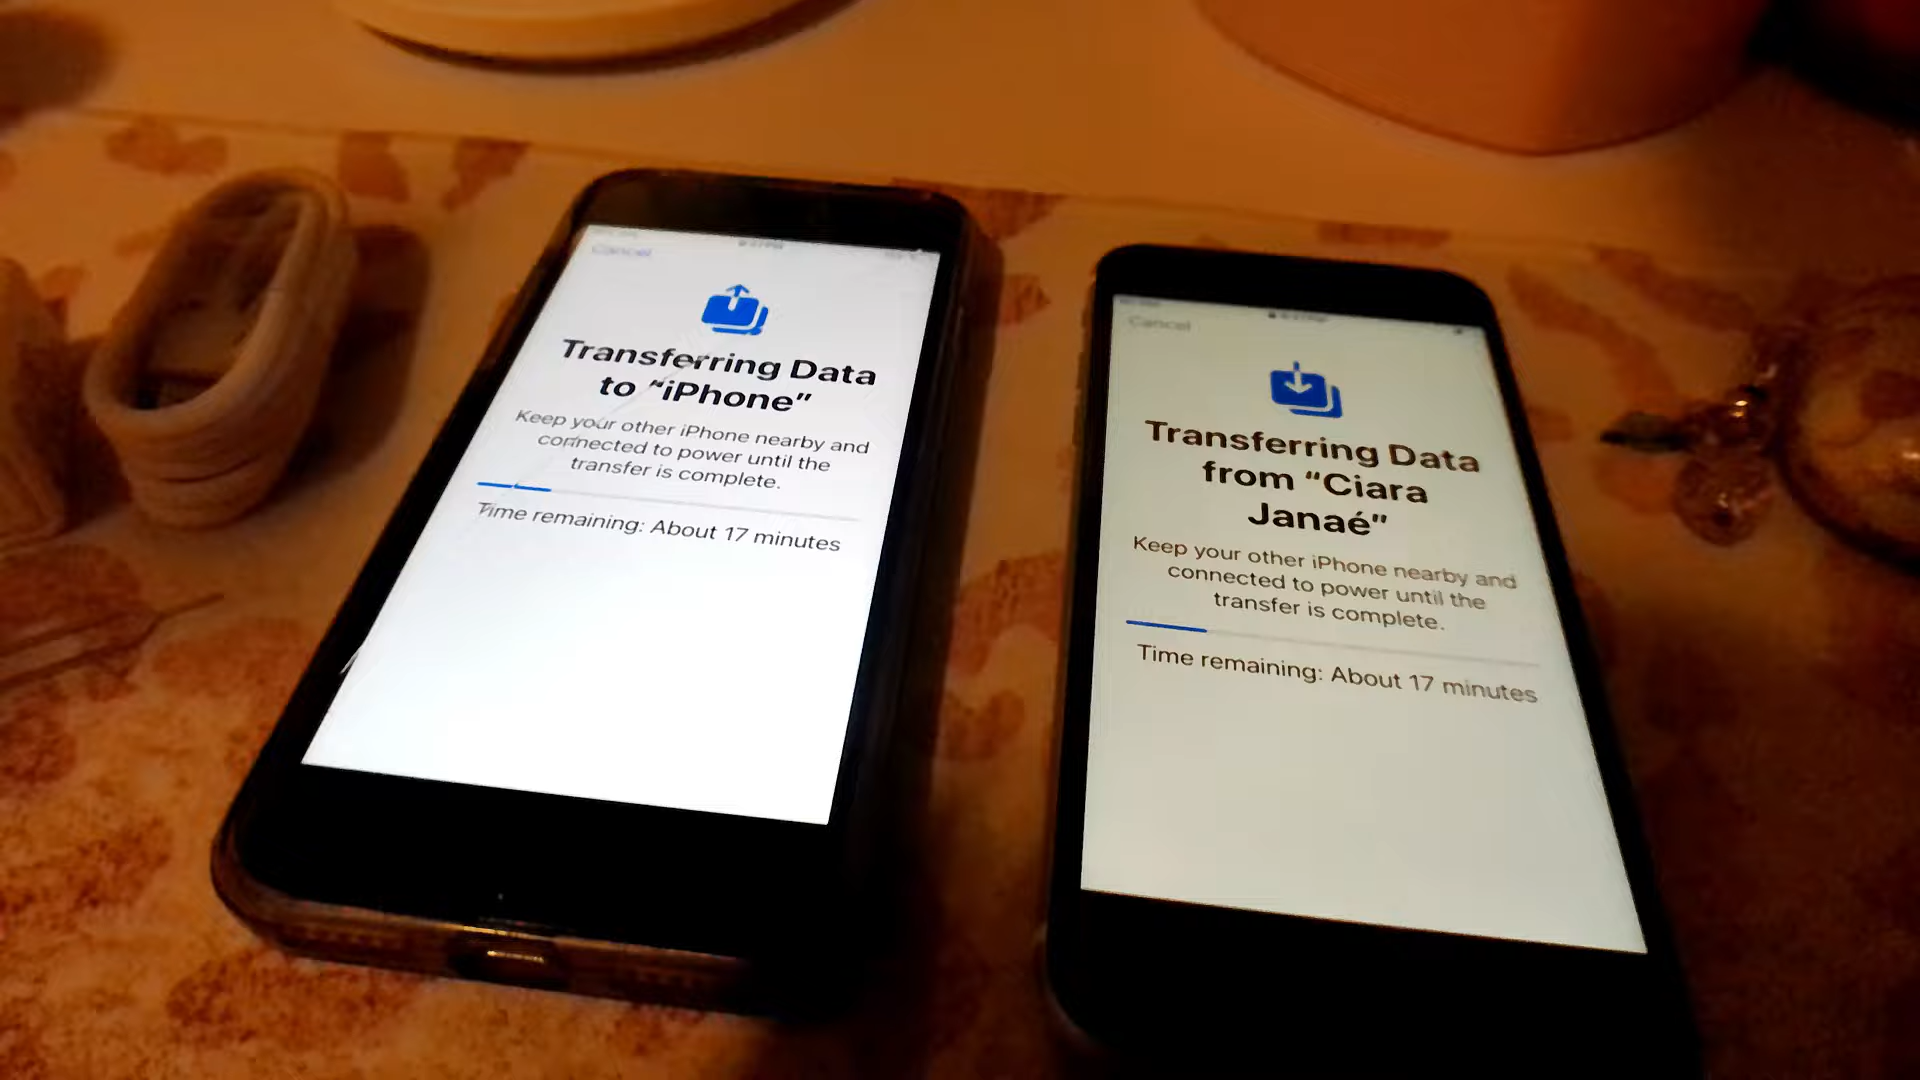 Cancel
Transferring Data
to “iPhone”
Keep your other iPhone nearby and
connected to power until the
transfer is complete.
Time remaining: About 17 minutes
Cancel
Transferring Data
from “Ciara
Janaé”
Keep your other iPhone nearby and
connected to power until the
transfer is complete.
Time remaining: About 17 minutes